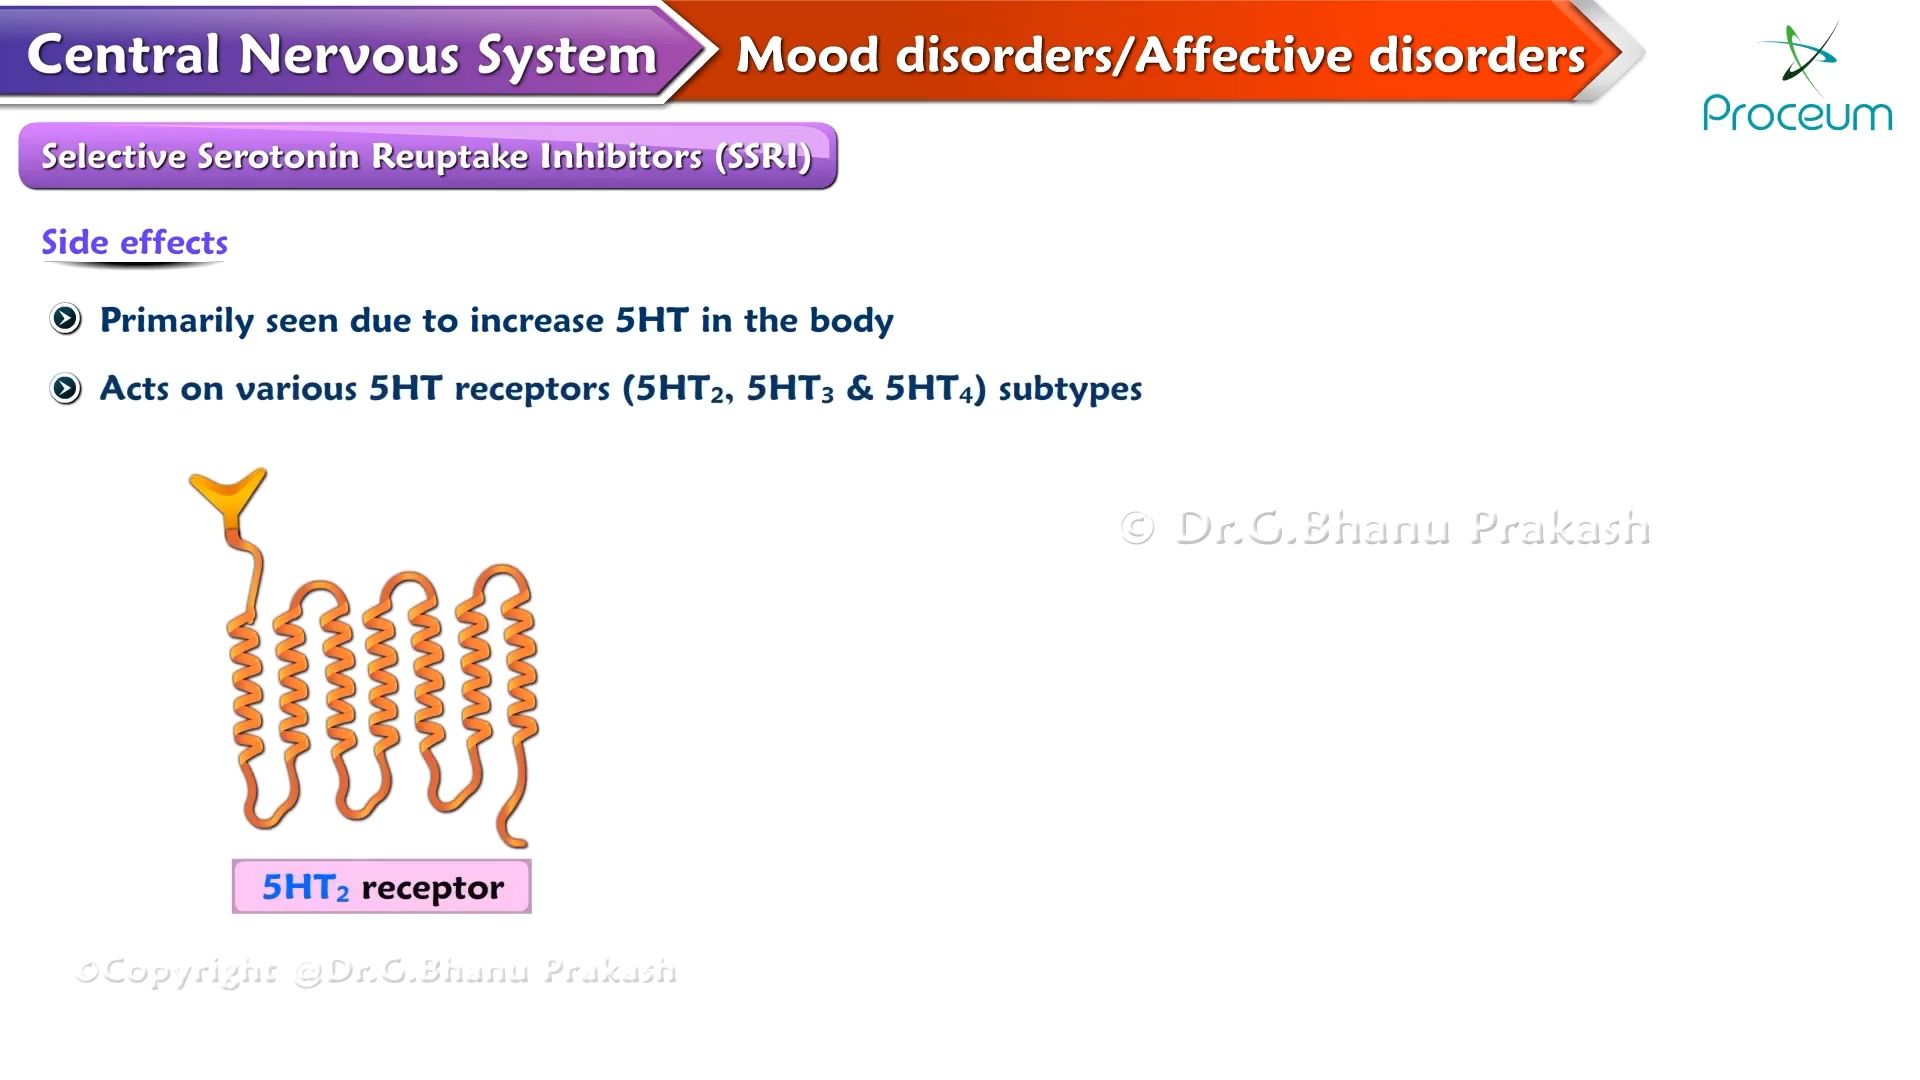 Central Nervous System
Mood disorders/Affective disorders
Proceum
Selective Serotonin Reuptake Inhibitors (SSRI)
Side effects
Primarily seen due to increase 5HT in the body
Acts on various 5HT receptors (5HT₂, 5HT₃ & 5HT₄) subtypes
© Dr.G.Bhanu Prakash
5HT₂ receptor
©Copyright @Dr.G.Bhanu Prakash